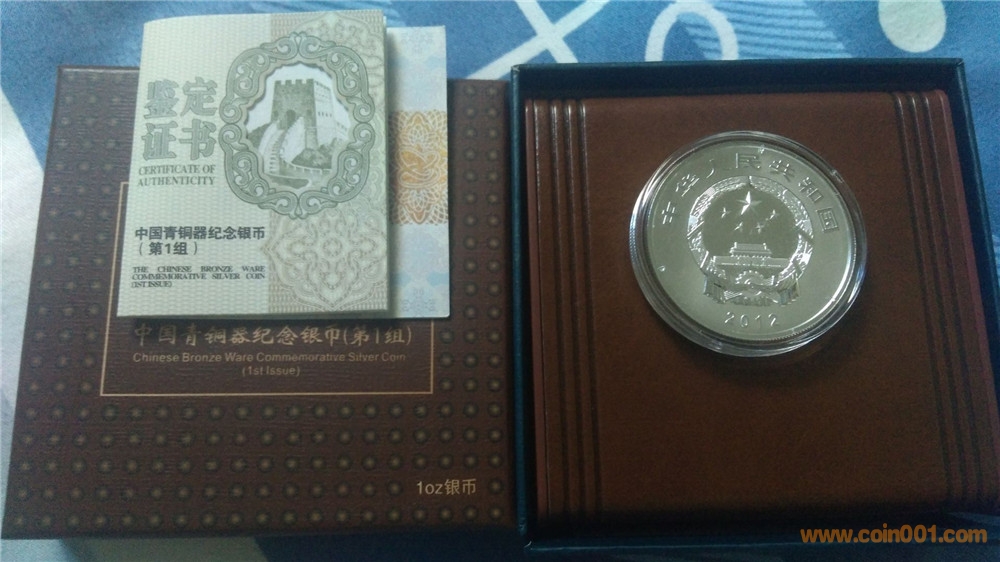 鉴定
证书
CERTIFICATE OF
AUTHENTICITY
中国青铜器纪念银币
(第1组)
THE CHINESE BRONZE WARE
COMMEMORATIVE SILVER COIN
(1ST ISSUE)
中国青铜器纪念银币(第1组)
Chinese Bronze Ware Commemorative Silver Coin
(1st Issue)
1oz银币
中华人民共和国
2012
www.coin001.com